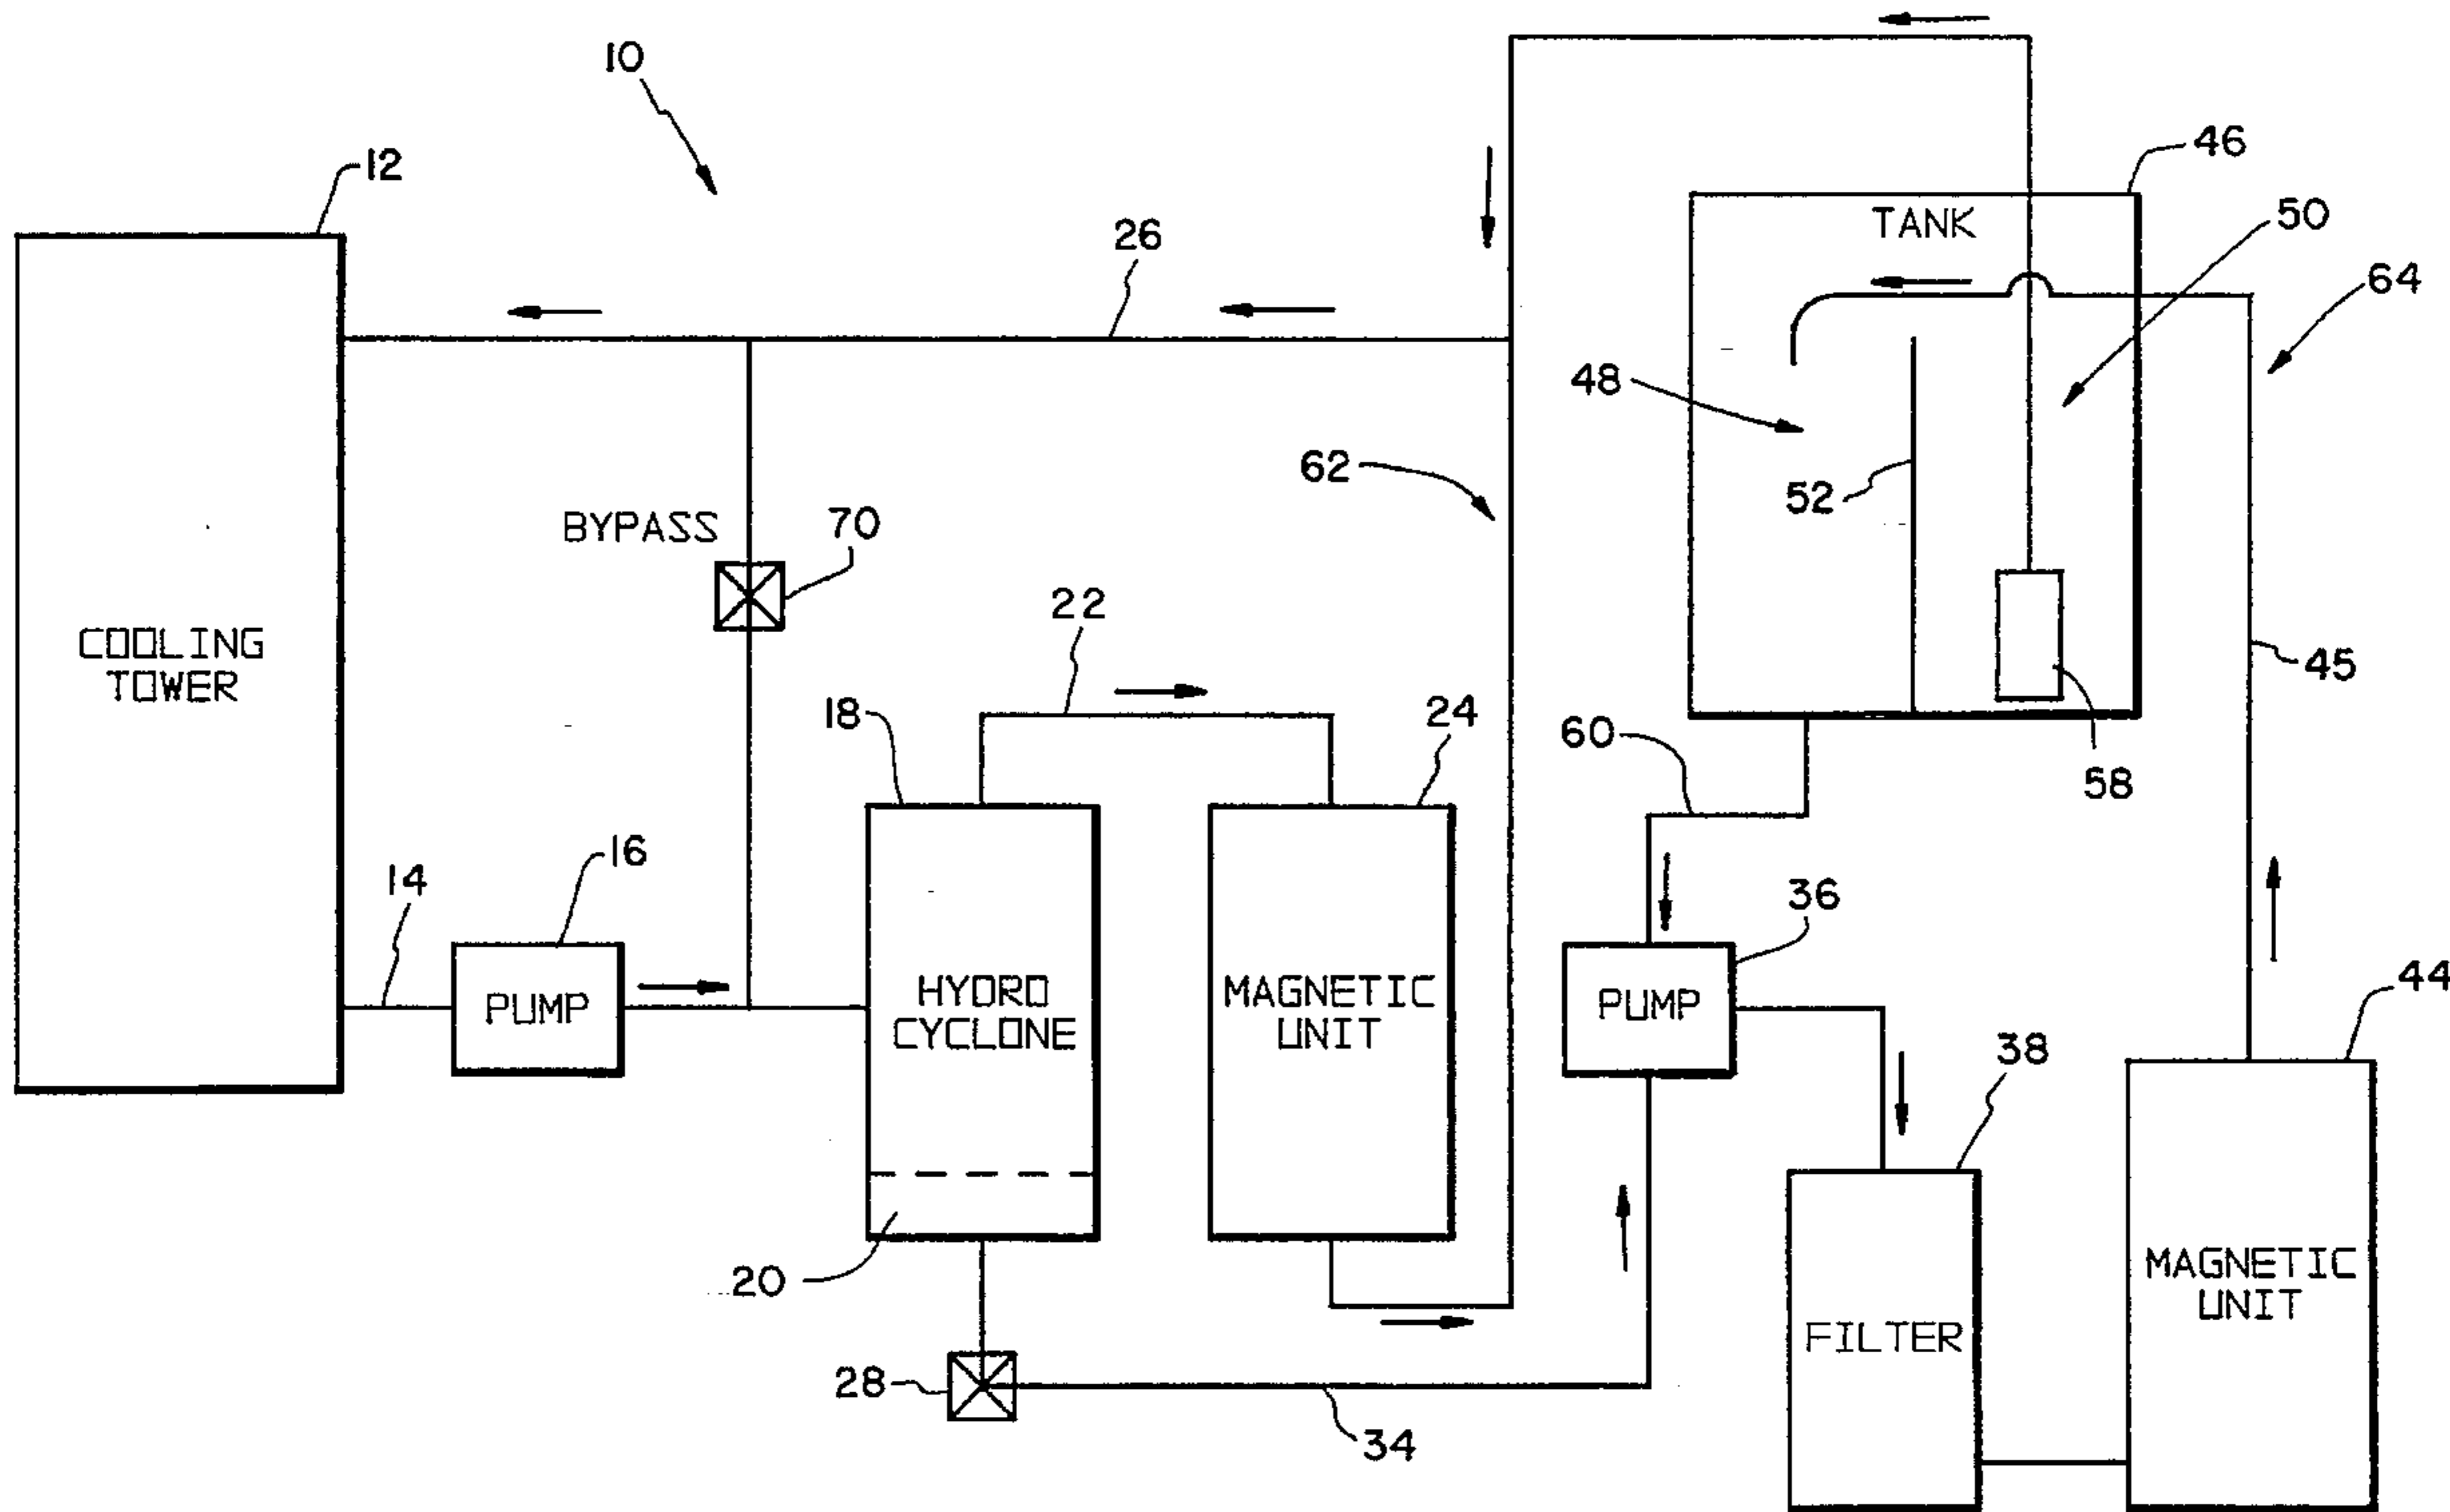 10
12
46
TANK
50
26
64
48
62
52
BYPASS
70
22
COOLING
TOWER
45
18
24
60
58
16
14
36
PUMP
HYDRO
CYCLONE
MAGNETIC
UNIT
PUMP
44
38
20
MAGNETIC
UNIT
FILTER
28
34